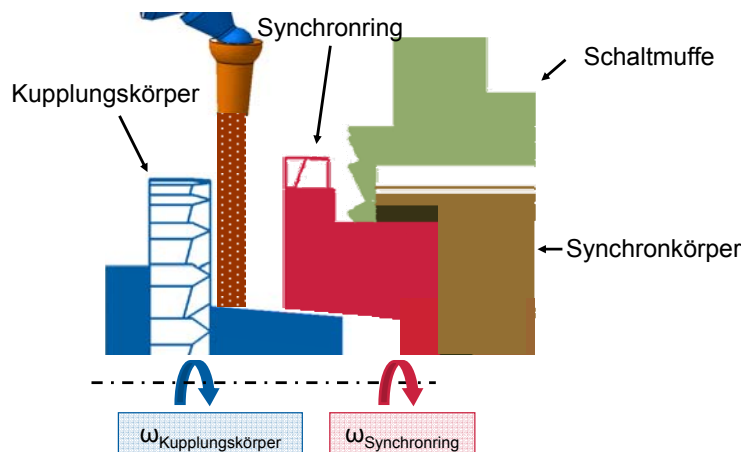 Synchronring
Schaltmuffe
Kupplungskörper
Synchronkörper
ωKupplungskörper
ωSynchronring